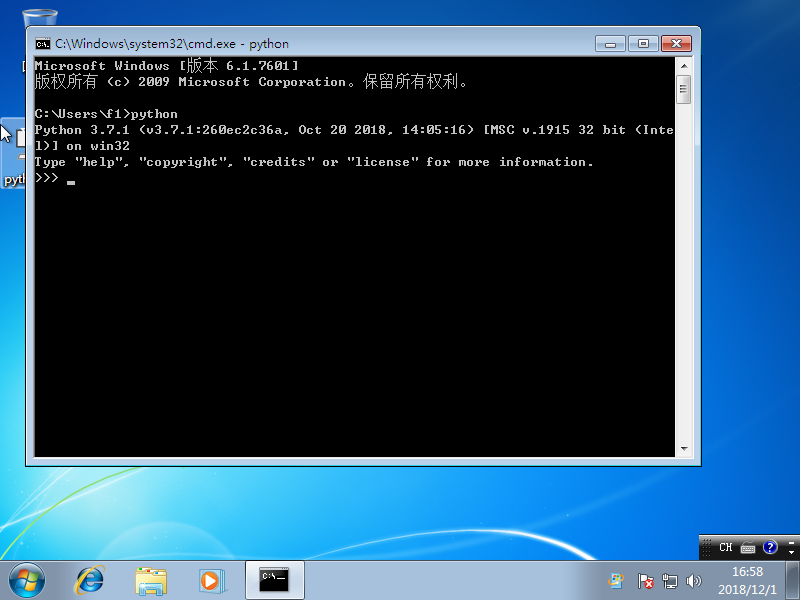 C:\Windows\system32\cmd.exe - python
Microsoft Windows [版本 6.1.7601]
版权所有 (c) 2009 Microsoft Corporation。保留所有权利。
C:\Users\f1>python
Python 3.7.1 (v3.7.1:260ec2c36a, Oct 20 2018, 14:05:16) [MSC v.1915 32 bit (Inte
l)] on win32
Type "help", "copyright", "credits" or "license" for more information.
>>>
pyth
CH
16:58
2018/12/1